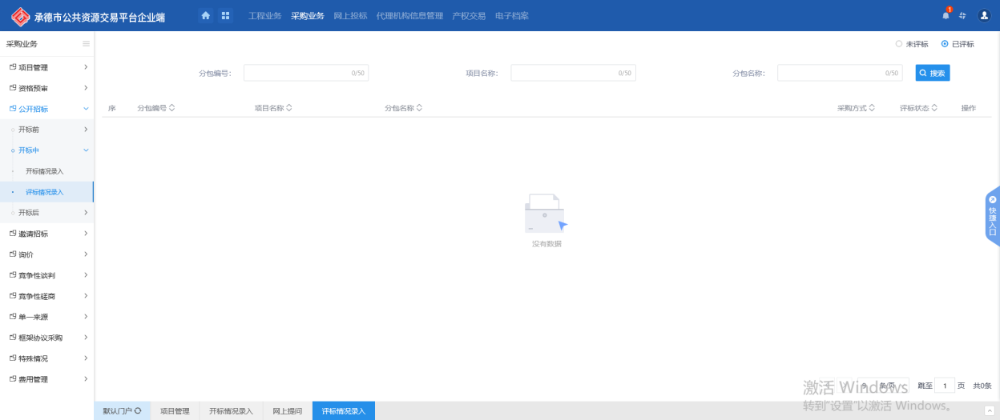 承德市公共资源交易平台企业端
工程业务 采购业务 网上投标 代理机构信息管理 产权交易 电子档案
1
采购业务
未评标 已评标
项目管理
资格预审
公开招标
开标前
开标中
开标情况录入
评标情况录入
开标后
邀请招标
询价
竞争性谈判
竞争性磋商
单一来源
框架协议采购
特殊情况
费用管理
分包编号: 0/50 项目名称: 0/50 分包名称: 0/50 搜索
序 分包编号 项目名称 分包名称 采购方式 评标状态 操作
没有数据
快捷入口
条/页 跳至 1 页 共0条
激活 Windows
转到"设置"以激活 Windows。
默认门户 项目管理 开标情况录入 网上提问 评标情况录入